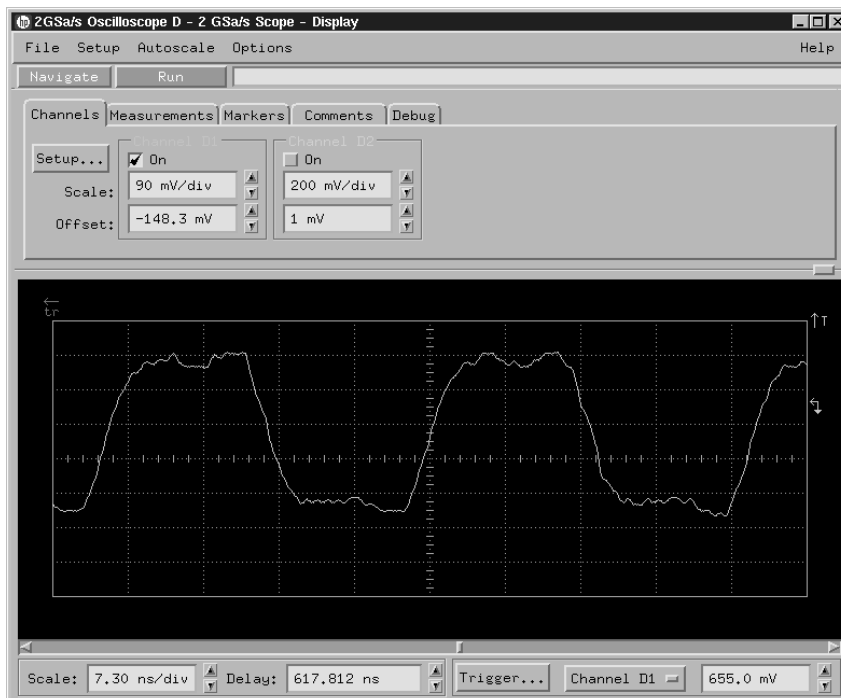 hp 2GSa/s Oscilloscope D - 2 GSa/s Scope - Display
File Setup Autoscale Options Help
Navigate Run
Channels Measurements Markers Comments Debug
Channel D1 Channel D2
Setup... On On
Scale: 90 mV/div 200 mV/div
Offset: -148.3 mV 1 mV
tr
T
Scale: 7.30 ns/div Delay: 617.812 ns Trigger... Channel D1 655.0 mV